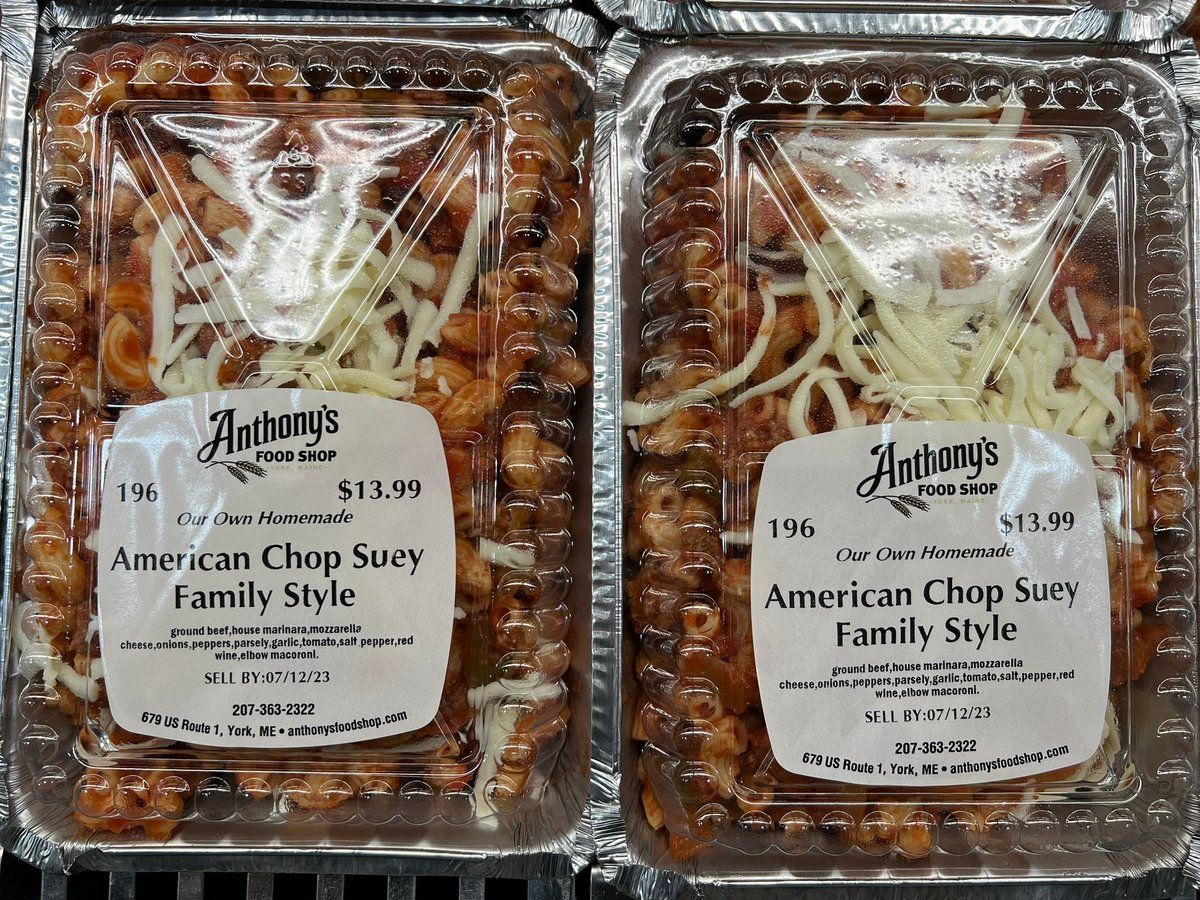 Anthony's
FOOD SHOP
•YORK, MAINE•
196 $13.99
Our Own Homemade
American Chop Suey
Family Style
ground beef,house marinara,mozzarella
cheese,onions,peppers,parsely,garlic,tomato,salt,pepper,red
wine,elbow macoroni.
SELL BY:07/12/23
207-363-2322
679 US Route 1, York, ME • anthonysfoodshop.com
Anthony's
FOOD SHOP
•YORK, MAINE•
196 $13.99
Our Own Homemade
American Chop Suey
Family Style
ground beef,house marinara,mozzarella
cheese,onions,peppers,parsely,garlic,tomato,salt,pepper,red
wine,elbow macoroni.
SELL BY:07/12/23
207-363-2322
679 US Route 1, York, ME • anthonysfoodshop.com